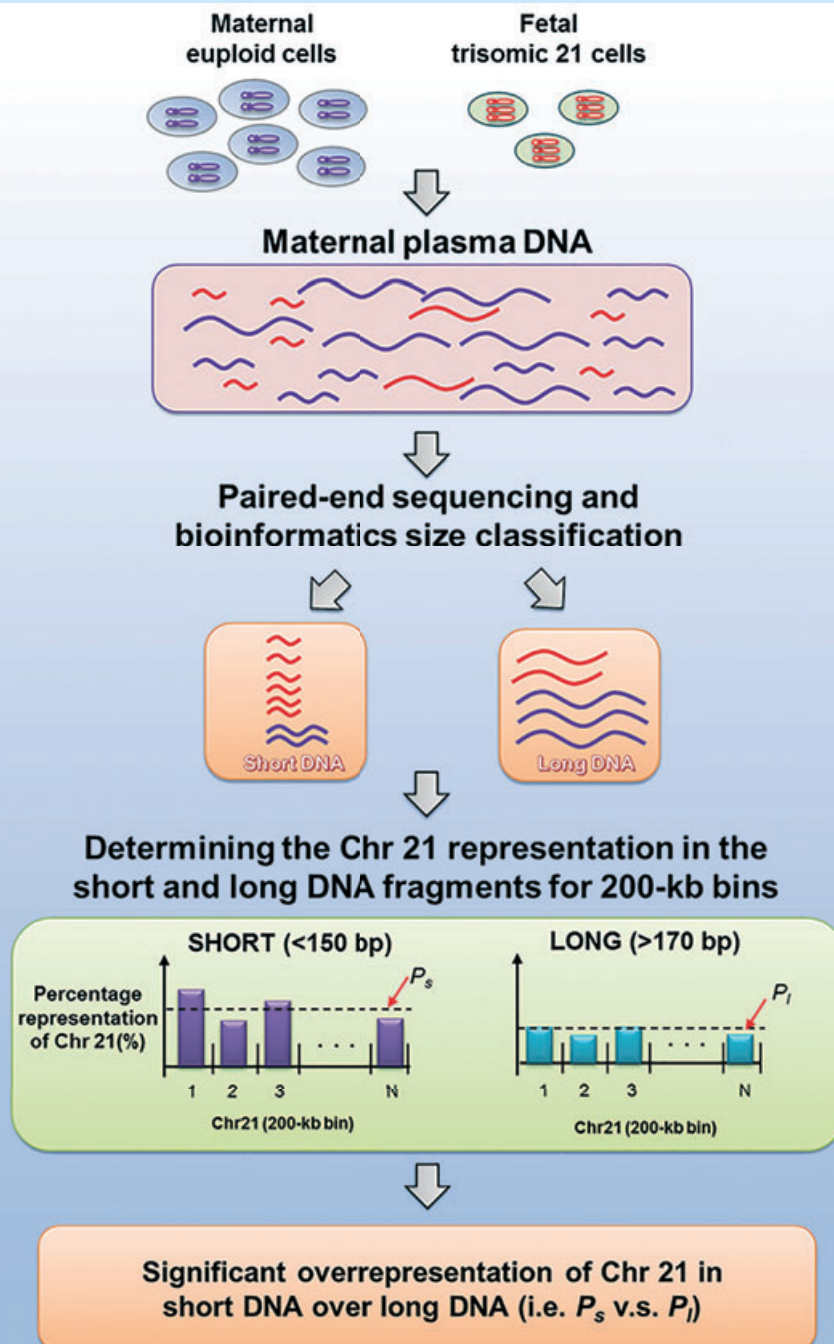 Maternal
euploid cells
Fetal
trisomic 21 cells
Maternal plasma DNA
Paired-end sequencing and
bioinformatics size classification
Short DNA
Long DNA
Determining the Chr 21 representation in the
short and long DNA fragments for 200-kb bins
SHORT (<150 bp)
Percentage
representation
of Chr 21(%)
Ps
1 2 3 . . . N
Chr21 (200-kb bin)
LONG (>170 bp)
Pl
1 2 3 . . . N
Chr21 (200-kb bin)
Significant overrepresentation of Chr 21 in
short DNA over long DNA (i.e. Ps v.s. Pl)